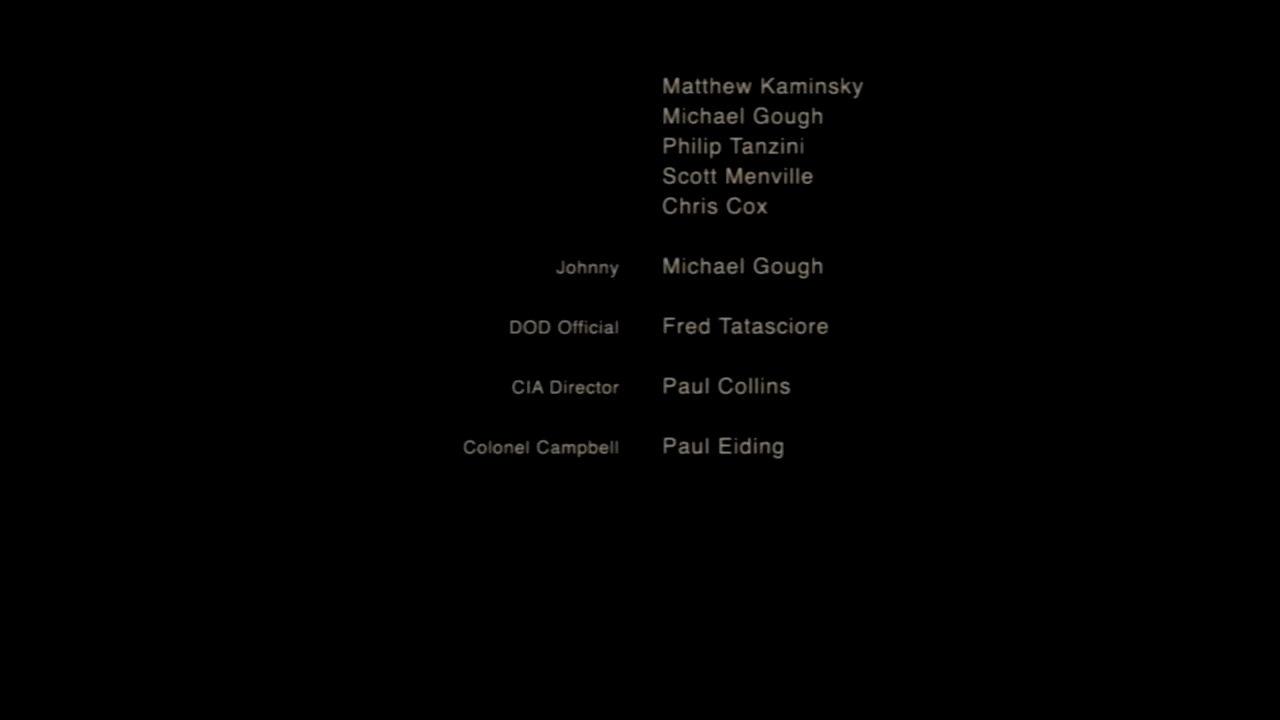 Matthew Kaminsky
Michael Gough
Philip Tanzini
Scott Menville
Chris Cox
Johnny Michael Gough
DOD Official Fred Tatasciore
CIA Director Paul Collins
Colonel Campbell Paul Eiding